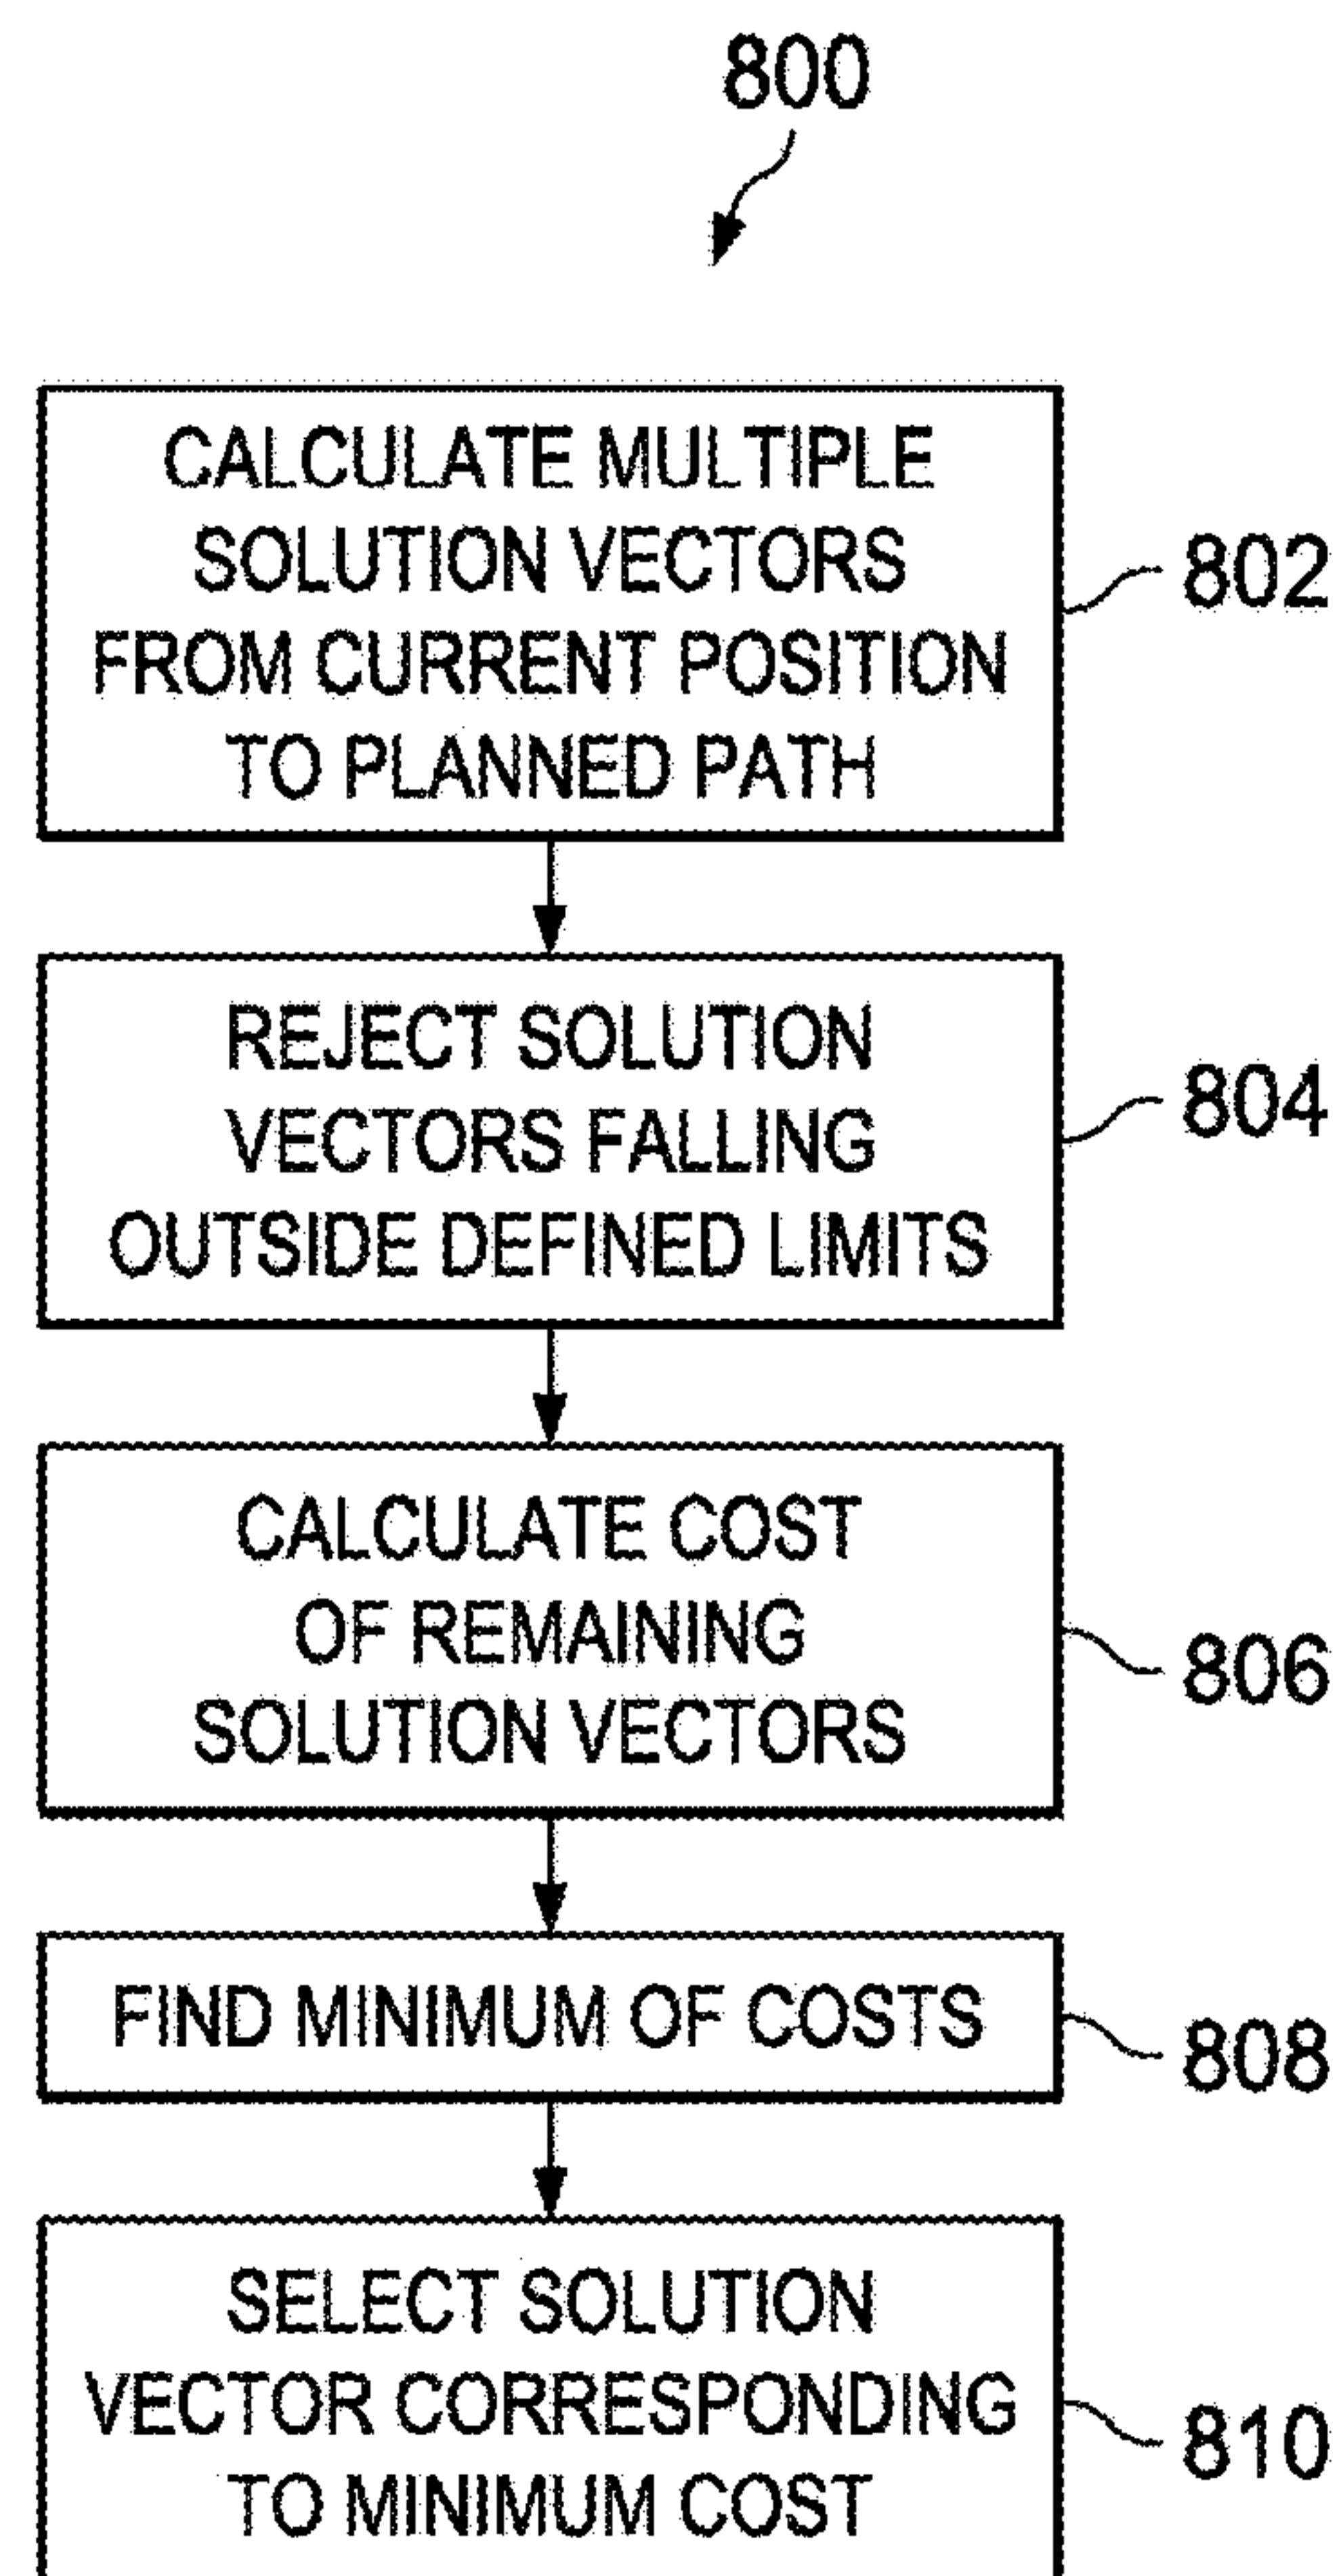 800
CALCULATE MULTIPLE
SOLUTION VECTORS
FROM CURRENT POSITION
TO PLANNED PATH
802
REJECT SOLUTION
VECTORS FALLING
OUTSIDE DEFINED LIMITS
804
CALCULATE COST
OF REMAINING
SOLUTION VECTORS
806
FIND MINIMUM OF COSTS
808
SELECT SOLUTION
VECTOR CORRESPONDING
TO MINIMUM COST
810